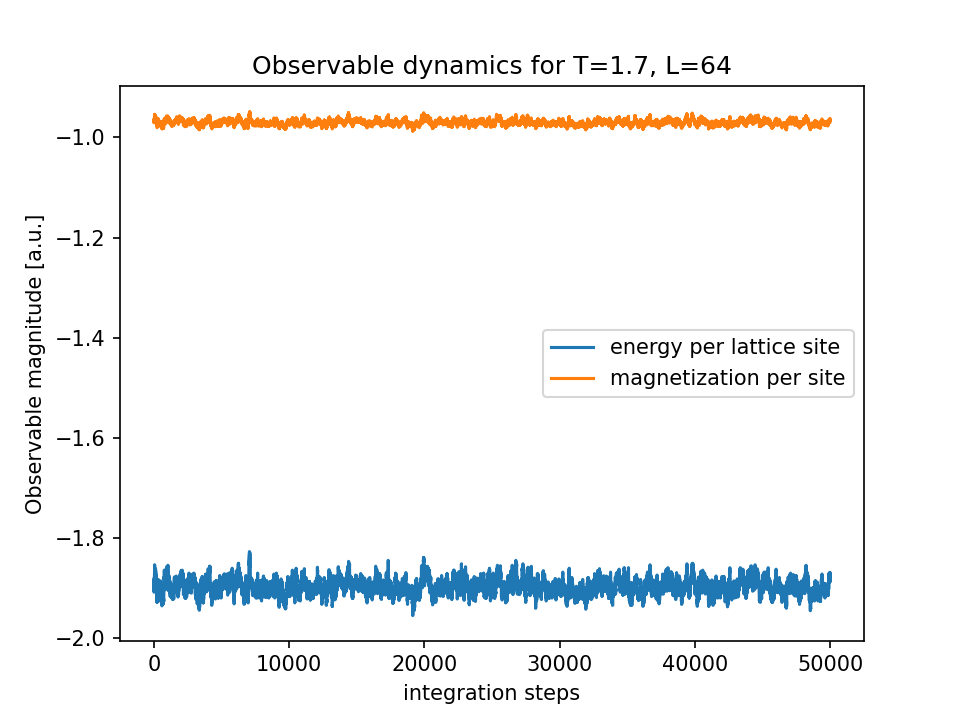 Observable dynamics for T=1.7, L=64
Observable magnitude [a.u.]
−1.0
−1.2
−1.4
−1.6
−1.8
−2.0
energy per lattice site
magnetization per site
0 10000 20000 30000 40000 50000
integration steps